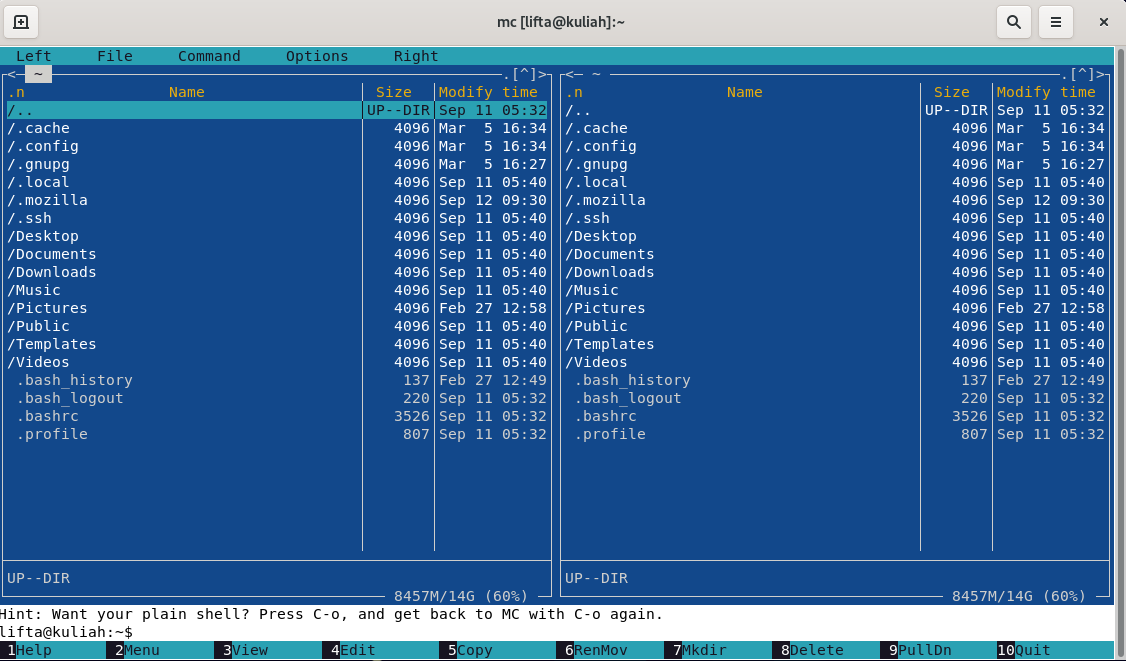 mc [lifta@kuliah]:~
Left File Command Options Right
<─ ~ ─.[^]>┐ <─ ~ ─.[^]>
.n Name Size Modify time .n Name Size Modify time
/.. UP--DIR Sep 11 05:32 /.. UP--DIR Sep 11 05:32
/.cache 4096 Mar  5 16:34 /.cache 4096 Mar  5 16:34
/.config 4096 Mar  5 16:34 /.config 4096 Mar  5 16:34
/.gnupg 4096 Mar  5 16:27 /.gnupg 4096 Mar  5 16:27
/.local 4096 Sep 11 05:40 /.local 4096 Sep 11 05:40
/.mozilla 4096 Sep 12 09:30 /.mozilla 4096 Sep 12 09:30
/.ssh 4096 Sep 11 05:40 /.ssh 4096 Sep 11 05:40
/Desktop 4096 Sep 11 05:40 /Desktop 4096 Sep 11 05:40
/Documents 4096 Sep 11 05:40 /Documents 4096 Sep 11 05:40
/Downloads 4096 Sep 11 05:40 /Downloads 4096 Sep 11 05:40
/Music 4096 Sep 11 05:40 /Music 4096 Sep 11 05:40
/Pictures 4096 Feb 27 12:58 /Pictures 4096 Feb 27 12:58
/Public 4096 Sep 11 05:40 /Public 4096 Sep 11 05:40
/Templates 4096 Sep 11 05:40 /Templates 4096 Sep 11 05:40
/Videos 4096 Sep 11 05:40 /Videos 4096 Sep 11 05:40
.bash_history 137 Feb 27 12:49 .bash_history 137 Feb 27 12:49
.bash_logout 220 Sep 11 05:32 .bash_logout 220 Sep 11 05:32
.bashrc 3526 Sep 11 05:32 .bashrc 3526 Sep 11 05:32
.profile 807 Sep 11 05:32 .profile 807 Sep 11 05:32
UP--DIR UP--DIR
8457M/14G (60%) 8457M/14G (60%)
Hint: Want your plain shell? Press C-o, and get back to MC with C-o again.
lifta@kuliah:~$
1Help 2Menu 3View 4Edit 5Copy 6RenMov 7Mkdir 8Delete 9PullDn 10Quit